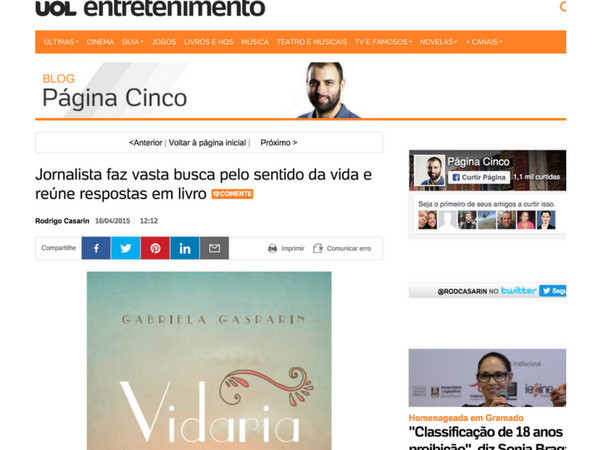 UOL entretenimento
ÚLTIMAS CINEMA GUIA JOGOS LIVROS E HQS MÚSICA TEATRO E MUSICAIS TV E FAMOSOS NOVELAS + CANAIS
BLOG
Página Cinco
<Anterior | Voltar à página inicial | Próximo >
Jornalista faz vasta busca pelo sentido da vida e
reúne respostas em livro COMENTE
Rodrigo Casarin 16/04/2015 12:12
Compartilhe
Imprimir Comunicar erro
GABRIELA GASPARIN
Vidaria
Página Cinco
Curtir Página 1,1 mil curtidas
Seja o primeiro de seus amigos a curtir isso.
@RODCASARIN NO twitter Segu
Institucional
Homenageada em Gramado
"Classificação de 18 anos
proibição", diz Sonia Brag